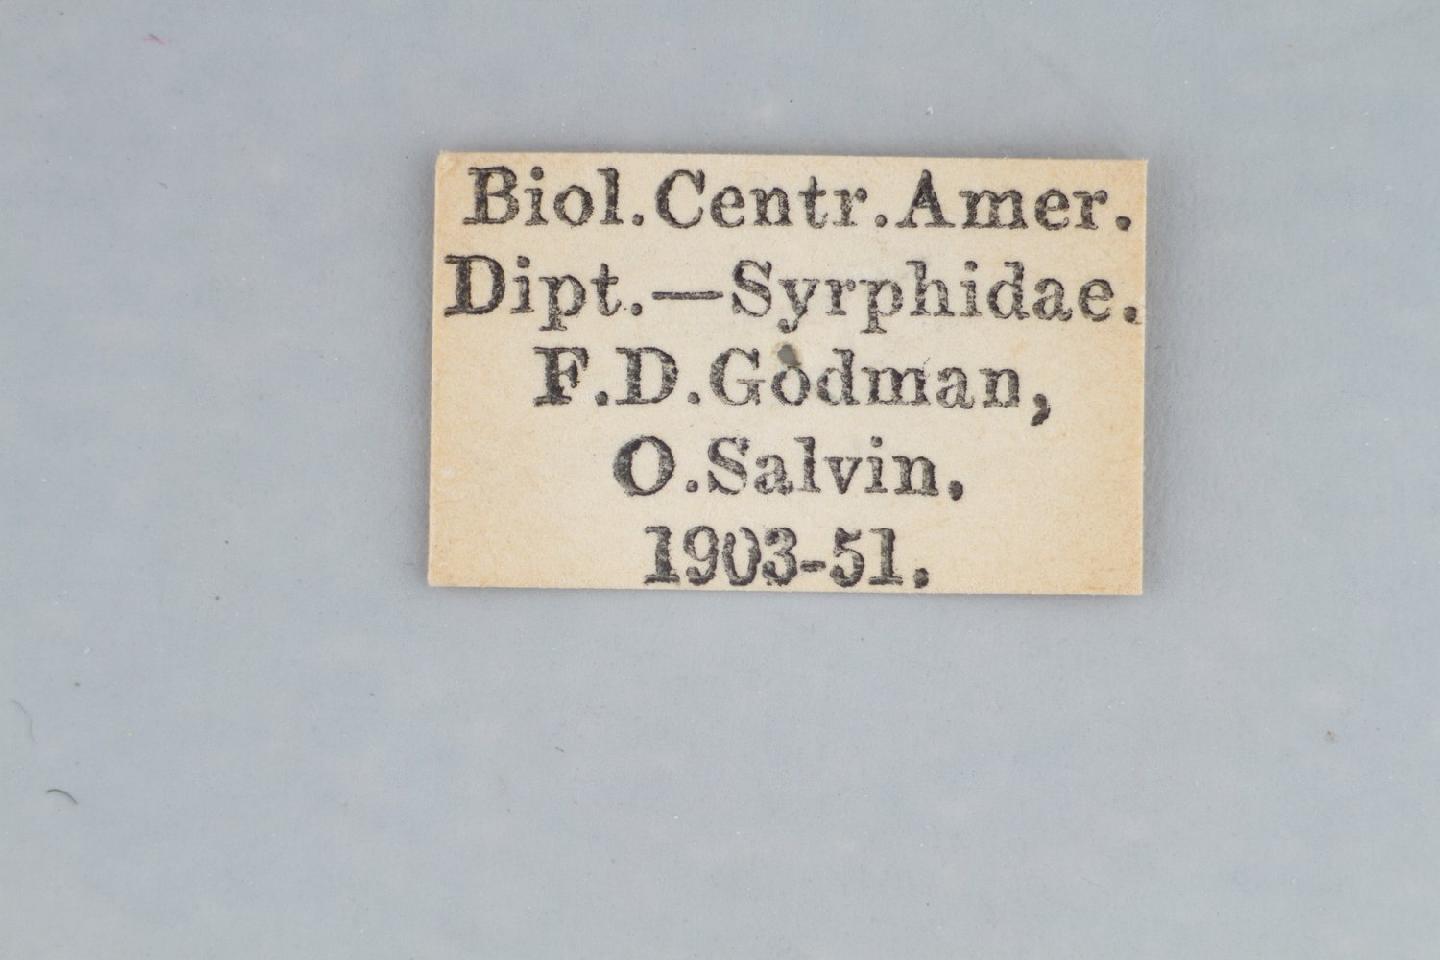 Biol.Centr.Amer.
Dipt.—Syrphidae.
F.D.Godman,
O.Salvin.
1903-51.